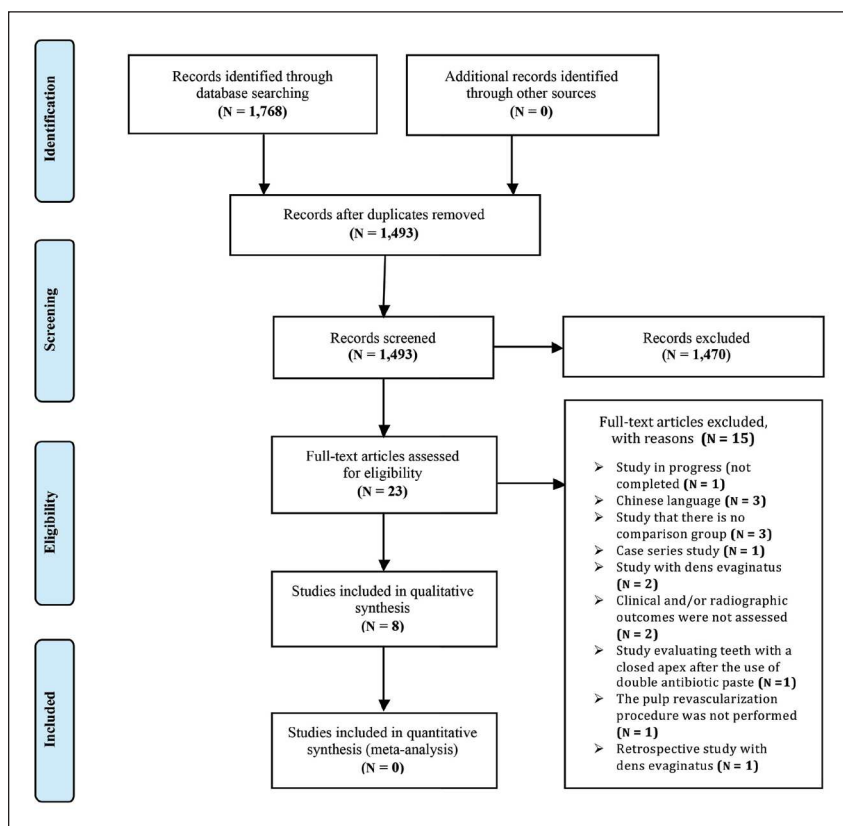 Identification
Records identified through
database searching
(N = 1,768)
Additional records identified
through other sources
(N = 0)
Records after duplicates removed
(N = 1,493)
Screening
Records screened
(N = 1,493)
Records excluded
(N = 1,470)
Eligibility
Full-text articles assessed
for eligibility
(N = 23)
Full-text articles excluded,
with reasons (N = 15)
➢ Study in progress (not
completed (N = 1)
➢ Chinese language (N = 3)
➢ Study that there is no
comparison group (N = 3)
➢ Case series study (N = 1)
➢ Study with dens evaginatus
(N = 2)
➢ Clinical and/or radiographic
outcomes were not assessed
(N = 2)
➢ Study evaluating teeth with a
closed apex after the use of
double antibiotic paste (N =1)
➢ The pulp revascularization
procedure was not performed
(N = 1)
➢ Retrospective study with
dens evaginatus (N = 1)
Studies included in qualitative
synthesis
(N = 8)
Included
Studies included in quantitative
synthesis (meta-analysis)
(N = 0)